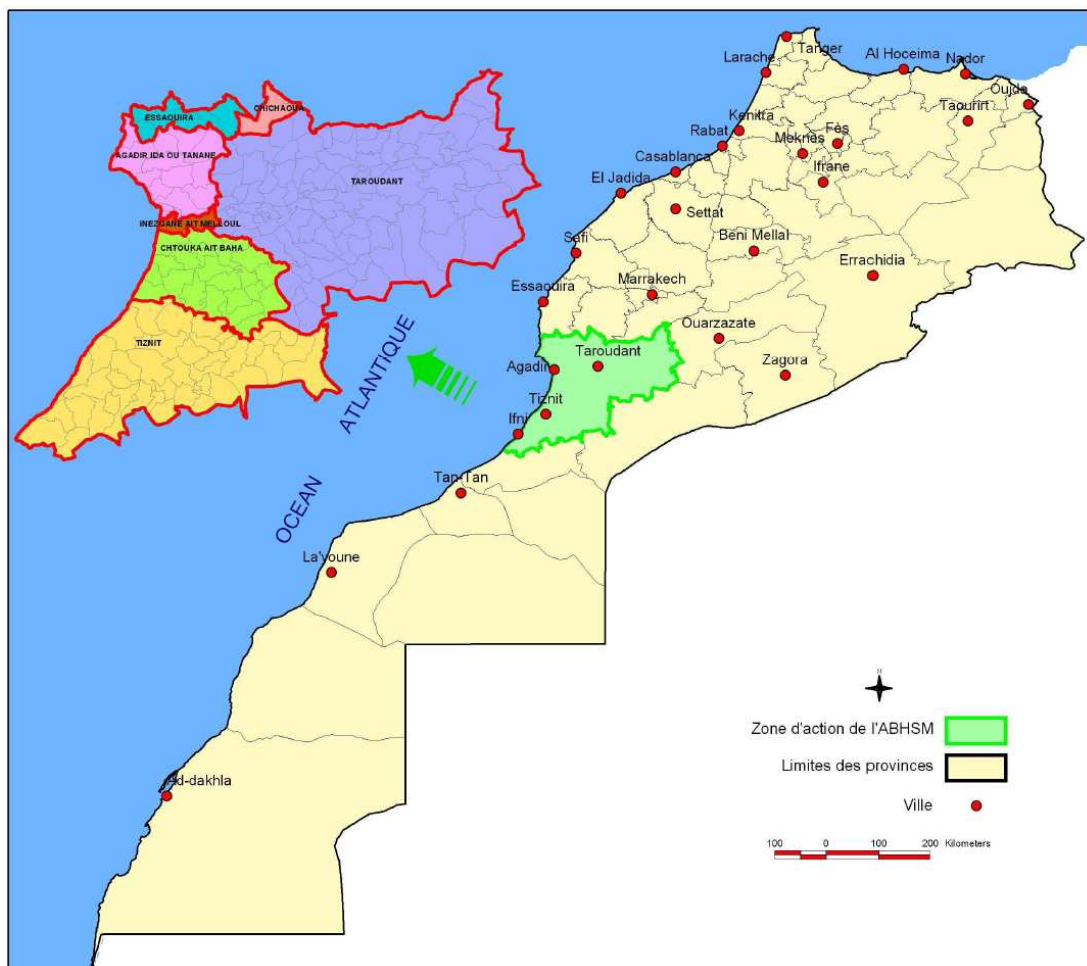 CHICHAOUA
ESSAOUIRA
AGADIR IDA OU TANANE
TAROUDANT
INEZGANE AIT MELLOUL
CHTOUKA AIT BAHA
TIZNIT
Tanger
Larache
Al Hoceima
Nador
Oujda
Taourirt
Kenitra
Rabat
Fès
Meknès
Casablanca
Ifrane
El Jadida
Settat
Safi
Beni Mellal
Errachidia
Essaouira
Marrakech
Ouarzazate
Agadir
Taroudant
Zagora
Tiznit
Ifni
ATLANTIQUE
OCEAN
Tan-Tan
La'youne
Ad-dakhla
N
Zone d'action de l'ABHSM
Limites des provinces
Ville
100 0 100 200 Kilometers